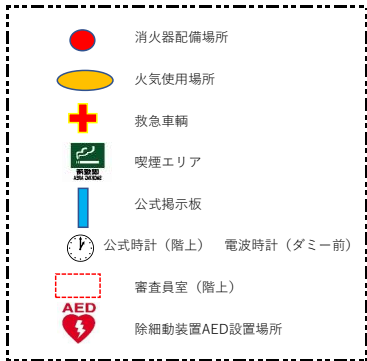 消火器配備場所
火気使用場所
救急車輌
喫煙エリア
公式掲示板
公式時計（階上）　電波時計（ダミー前）
審査員室（階上）
AED
除細動装置AED設置場所